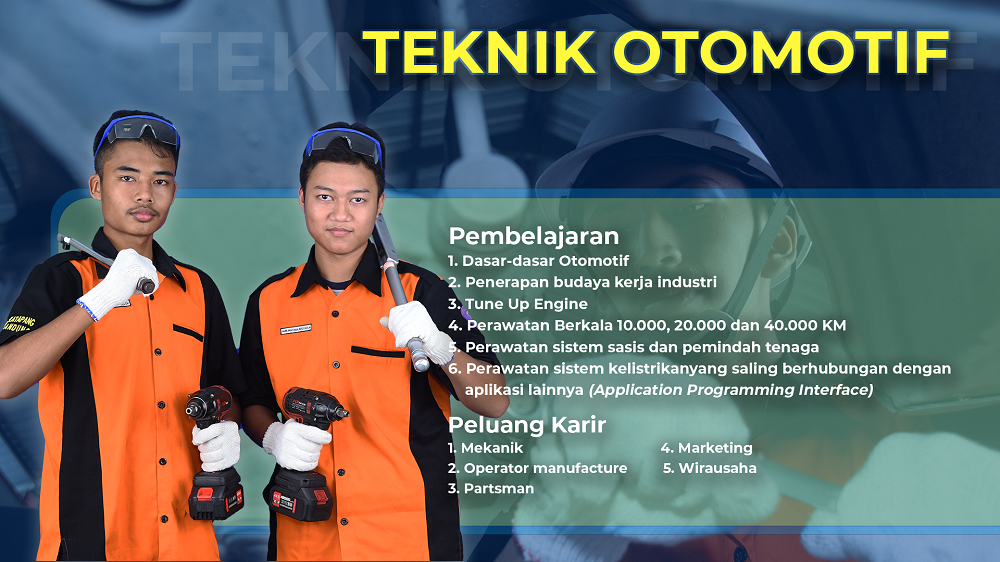 TEKNIK OTOMOTIF
Pembelajaran
1. Dasar-dasar Otomotif
2. Penerapan budaya kerja industri
3. Tune Up Engine
4. Perawatan Berkala 10.000, 20.000 dan 40.000 KM
5. Perawatan sistem sasis dan pemindah tenaga
6. Perawatan sistem kelistrikanyang saling berhubungan dengan
aplikasi lainnya (Application Programming Interface)
Peluang Karir
1. Mekanik
4. Marketing
2. Operator manufacture
5. Wirausaha
3. Partsman